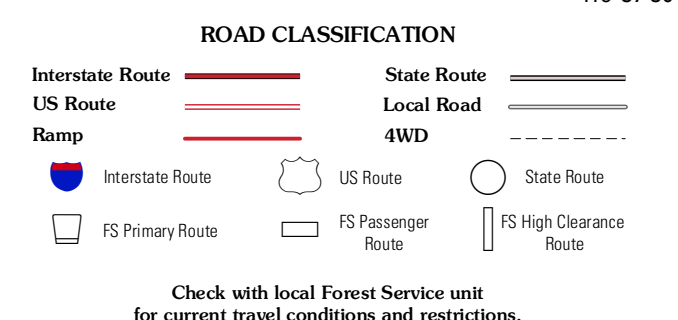 ROAD CLASSIFICATION
Interstate Route State Route
US Route Local Road
Ramp 4WD
Interstate Route US Route State Route
FS Primary Route
FS Passenger
Route
FS High Clearance
Route
Check with local Forest Service unit
for current travel conditions and restrictions.